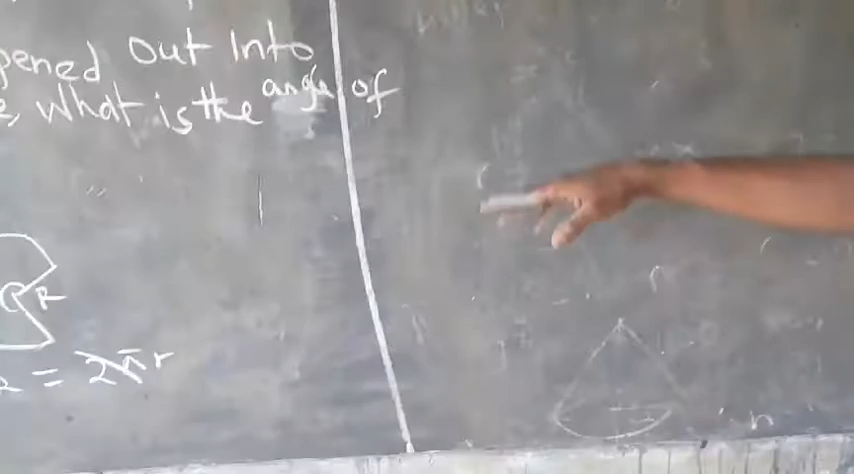 pened out into
, what is the angle of
R
= 2πr